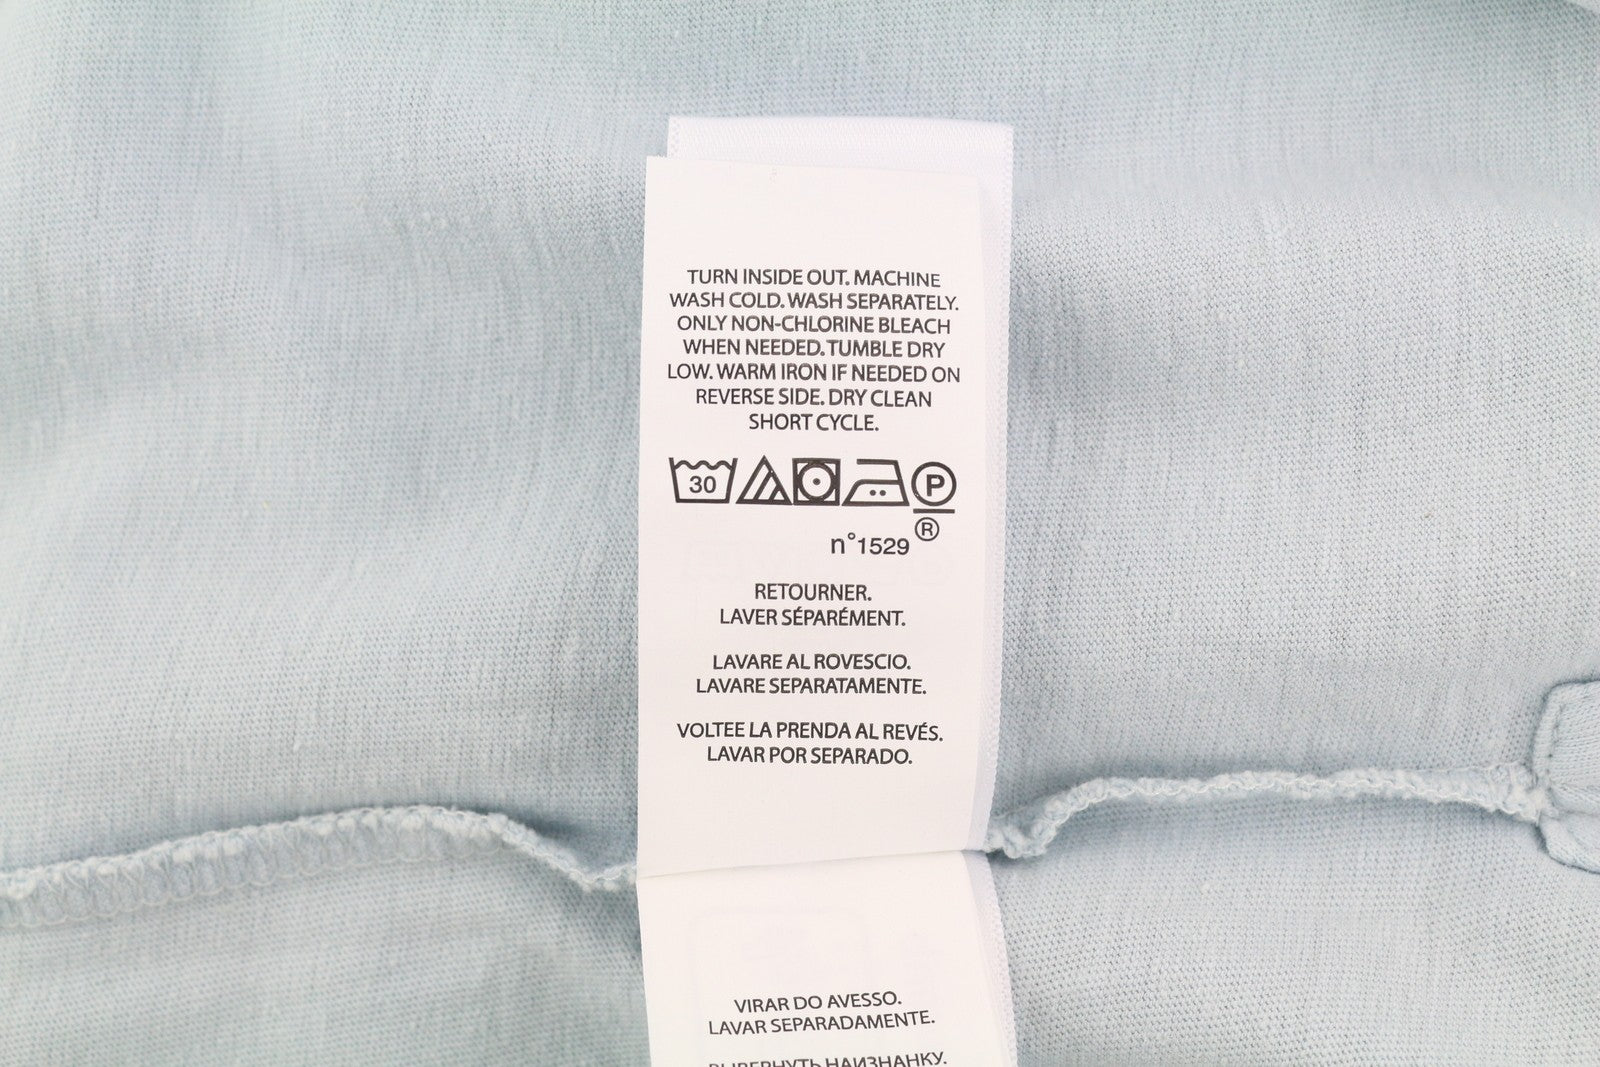 TURN INSIDE OUT. MACHINE
WASH COLD. WASH SEPARATELY.
ONLY NON-CHLORINE BLEACH
WHEN NEEDED. TUMBLE DRY
LOW. WARM IRON IF NEEDED ON
REVERSE SIDE. DRY CLEAN
SHORT CYCLE.
30 P
®
n°1529
RETOURNER.
LAVER SÉPARÉMENT.
LAVARE AL ROVESCIO.
LAVARE SEPARATAMENTE.
VOLTEE LA PRENDA AL REVÉS.
LAVAR POR SEPARADO.
VIRAR DO AVESSO.
LAVAR SEPARADAMENTE.
ВЫВЕРНУТЬ НАИЗНАНКУ.